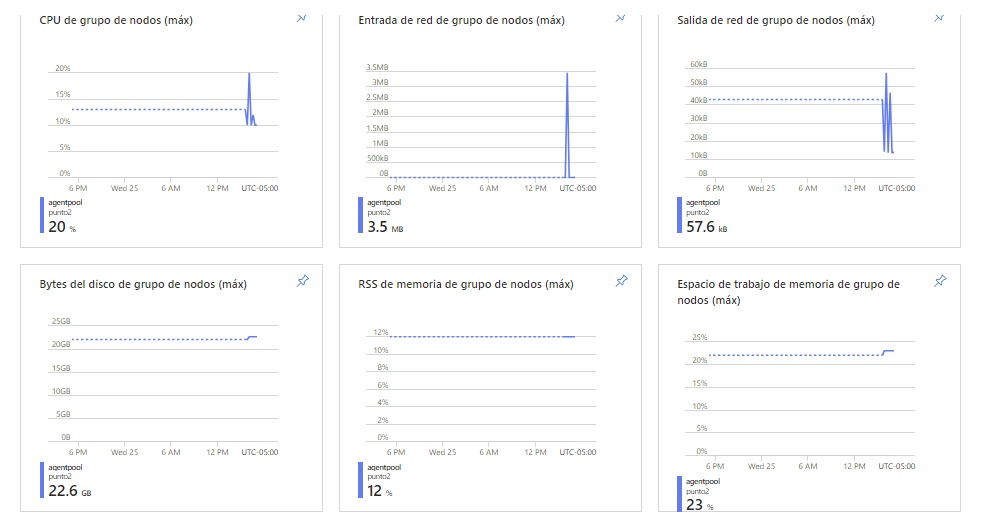 CPU de grupo de nodos (máx)
20%
15%
10%
5%
0%
6 PM Wed 25 6 AM 12 PM UTC-05:00
agentpool
punto2
20 %
Entrada de red de grupo de nodos (máx)
3.5MB
3MB
2.5MB
2MB
1.5MB
1MB
500kB
0B
6 PM Wed 25 6 AM 12 PM UTC-05:00
agentpool
punto2
3.5 MB
Salida de red de grupo de nodos (máx)
60kB
50kB
40kB
30kB
20kB
10kB
0B
6 PM Wed 25 6 AM 12 PM UTC-05:00
agentpool
punto2
57.6 kB
Bytes del disco de grupo de nodos (máx)
25GB
20GB
15GB
10GB
5GB
0B
6 PM Wed 25 6 AM 12 PM UTC-05:00
agentpool
punto2
22.6 GB
RSS de memoria de grupo de nodos (máx)
12%
10%
8%
6%
4%
2%
0%
6 PM Wed 25 6 AM 12 PM UTC-05:00
agentpool
punto2
12 %
Espacio de trabajo de memoria de grupo de
nodos (máx)
25%
20%
15%
10%
5%
0%
6 PM Wed 25 6 AM 12 PM UTC-05:00
agentpool
punto2
23 %